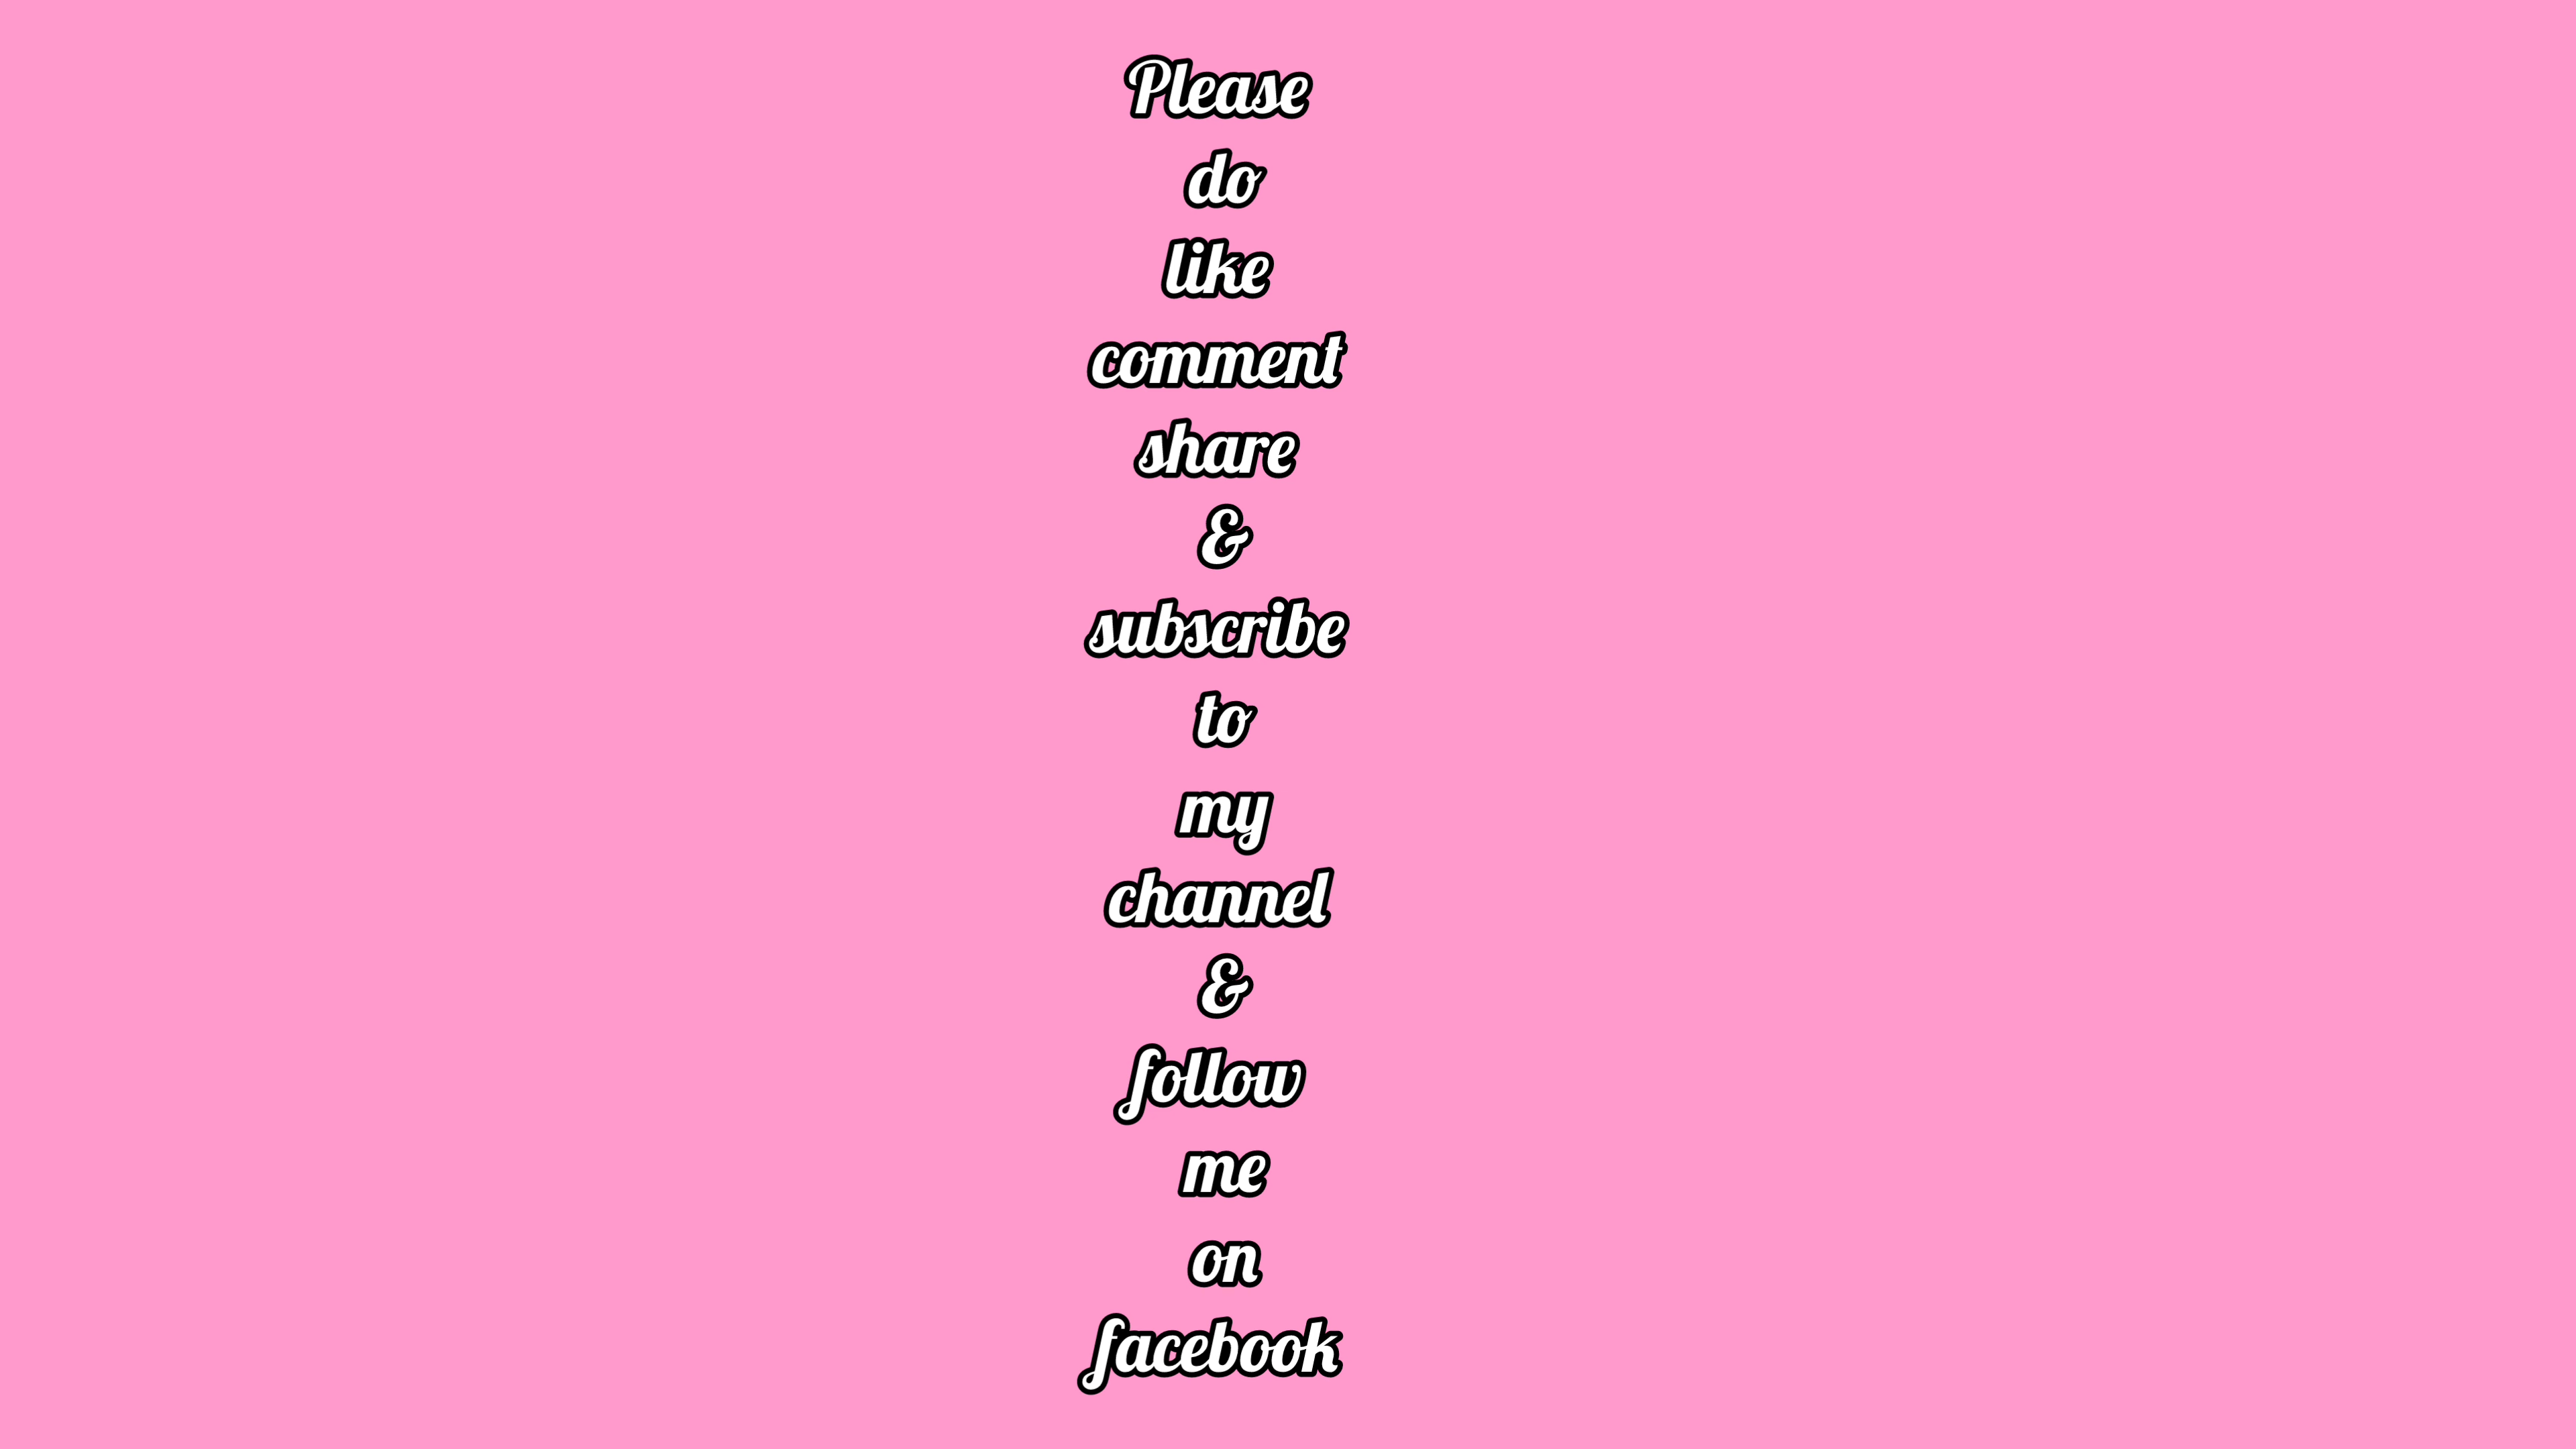 Please
do
like
comment
share
&
subscribe
to
my
channel
&
follow
me
on
facebook